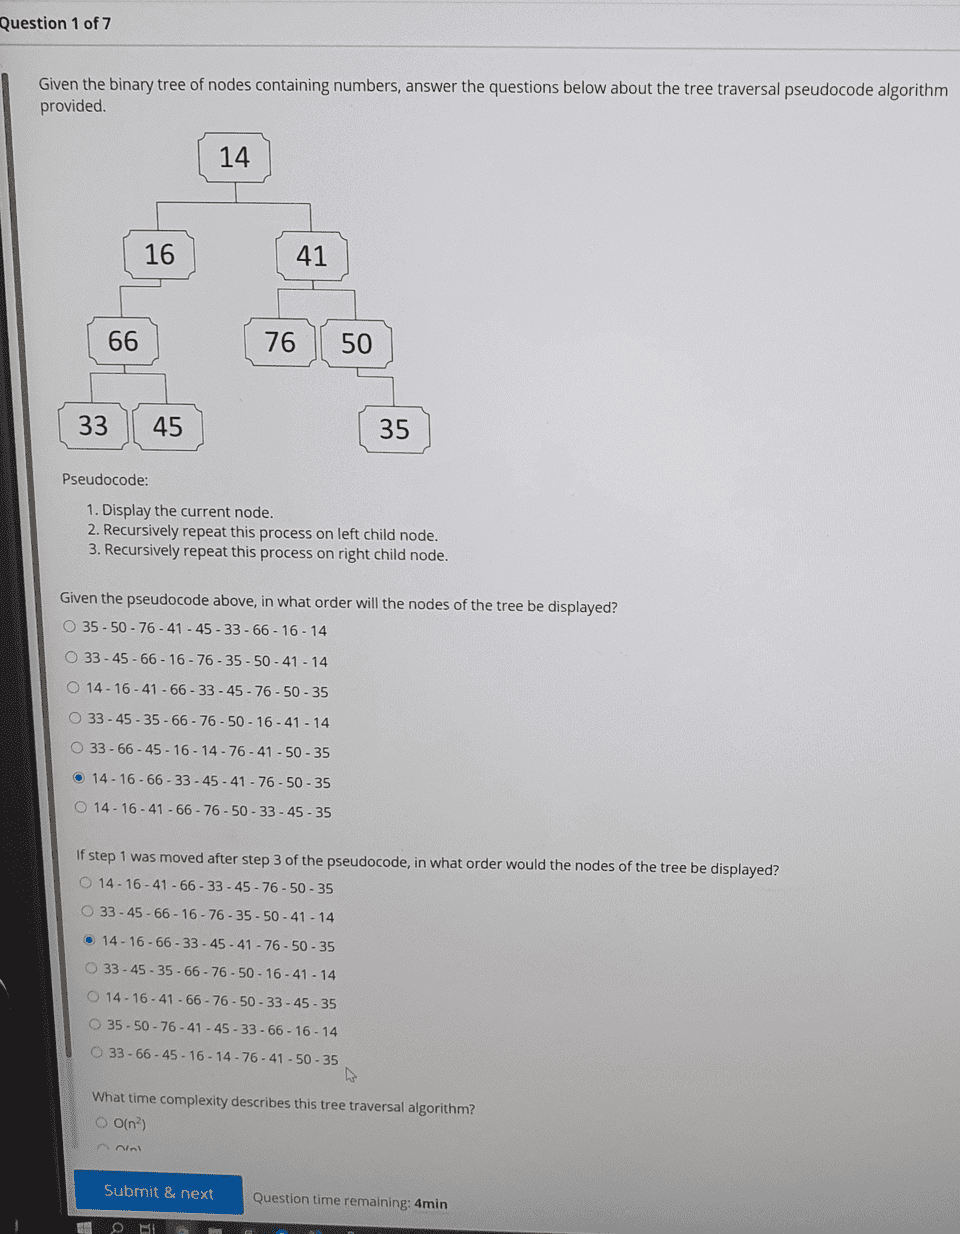 Question 1 of 7
Given the binary tree of nodes containing numbers, answer the questions below about the tree traversal pseudocode algorithm
provided.
14
16 41
66 76 50
33 45 35
Pseudocode:
1. Display the current node.
2. Recursively repeat this process on left child node.
3. Recursively repeat this process on right child node.
Given the pseudocode above, in what order will the nodes of the tree be displayed?
35 - 50 - 76 - 41 - 45 - 33 - 66 - 16 - 14
33 - 45 - 66 - 16 - 76 - 35 - 50 - 41 - 14
14 - 16 - 41 - 66 - 33 - 45 - 76 - 50 - 35
33 - 45 - 35 - 66 - 76 - 50 - 16 - 41 - 14
33 - 66 - 45 - 16 - 14 - 76 - 41 - 50 - 35
14 - 16 - 66 - 33 - 45 - 41 - 76 - 50 - 35
14 - 16 - 41 - 66 - 76 - 50 - 33 - 45 - 35
If step 1 was moved after step 3 of the pseudocode, in what order would the nodes of the tree be displayed?
14 - 16 - 41 - 66 - 33 - 45 - 76 - 50 - 35
33 - 45 - 66 - 16 - 76 - 35 - 50 - 41 - 14
14 - 16 - 66 - 33 - 45 - 41 - 76 - 50 - 35
33 - 45 - 35 - 66 - 76 - 50 - 16 - 41 - 14
14 - 16 - 41 - 66 - 76 - 50 - 33 - 45 - 35
35 - 50 - 76 - 41 - 45 - 33 - 66 - 16 - 14
33 - 66 - 45 - 16 - 14 - 76 - 41 - 50 - 35
What time complexity describes this tree traversal algorithm?
O(n²)
Submit & next
Question time remaining: 4min